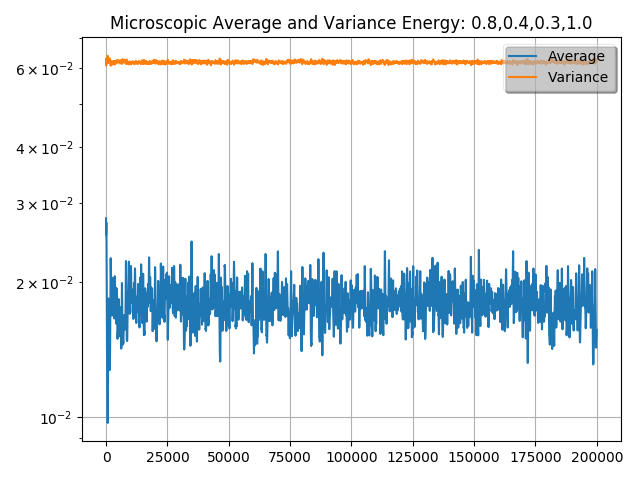 Microscopic Average and Variance Energy: 0.8,0.4,0.3,1.0
6 × 10⁻²
4 × 10⁻²
3 × 10⁻²
2 × 10⁻²
10⁻²
Average
Variance
0 25000 50000 75000 100000 125000 150000 175000 200000